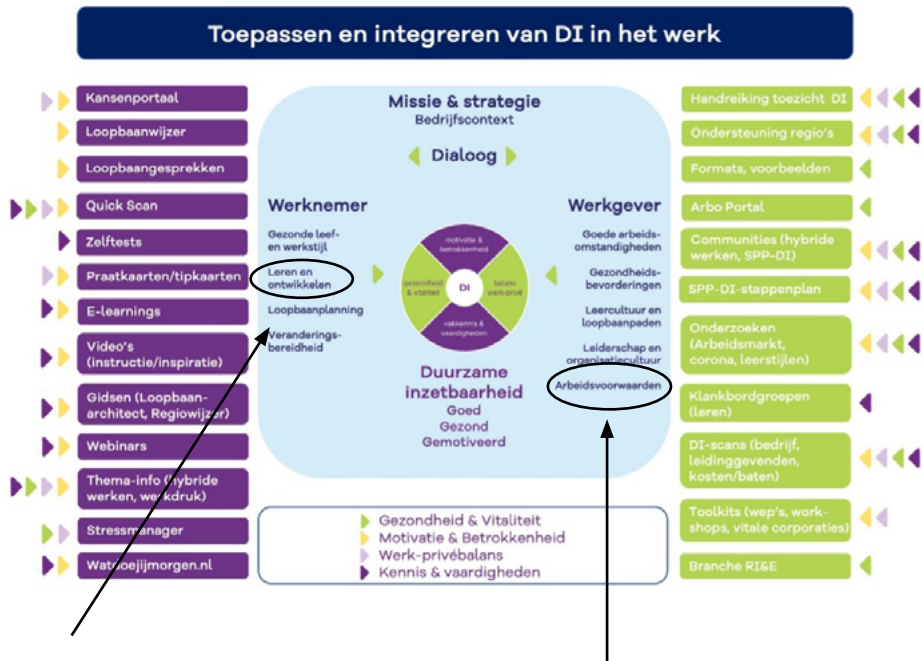 Toepassen en integreren van DI in het werk
Kansenportaal
Loopbaanwijzer
Loopbaangesprekken
Quick Scan
Zelftests
Praatkaarten/tipkaarten
E-learnings
Video's
(instructie/inspiratie)
Gidsen (Loopbaan-
architect, Regiowijzer)
Webinars
Thema-info (hybride
werken, werkdruk)
Stressmanager
Watdoejijmorgen.nl
Missie & strategie
Bedrijfscontext
Dialoog
Werknemer
Gezonde leef-
en werkstijl
Leren en
ontwikkelen
Loopbaanplanning
Veranderings-
bereidheid
motivatie &
betrokkenheid
gezondheid
& vitaliteit
DI
balans
werk-privé
vakkennis &
vaardigheden
Duurzame
inzetbaarheid
Goed
Gezond
Gemotiveerd
Werkgever
Goede arbeids-
omstandigheden
Gezondheids-
bevorderingen
Leercultuur en
loopbaanpaden
Leiderschap en
organisatiecultuur
Arbeidsvoorwaarden
Gezondheid & Vitaliteit
Motivatie & Betrokkenheid
Werk-privébalans
Kennis & vaardigheden
Handreiking toezicht DI
Ondersteuning regio's
Formats, voorbeelden
Arbo Portal
Communities (hybride
werken, SPP-DI)
SPP-DI-stappenplan
Onderzoeken
(Arbeidsmarkt,
corona, leerstijlen)
Klankbordgroepen
(leren)
DI-scans (bedrijf,
leidinggevenden,
kosten/baten)
Toolkits (wep's, work-
shops, vitale corporaties)
Branche RI&E